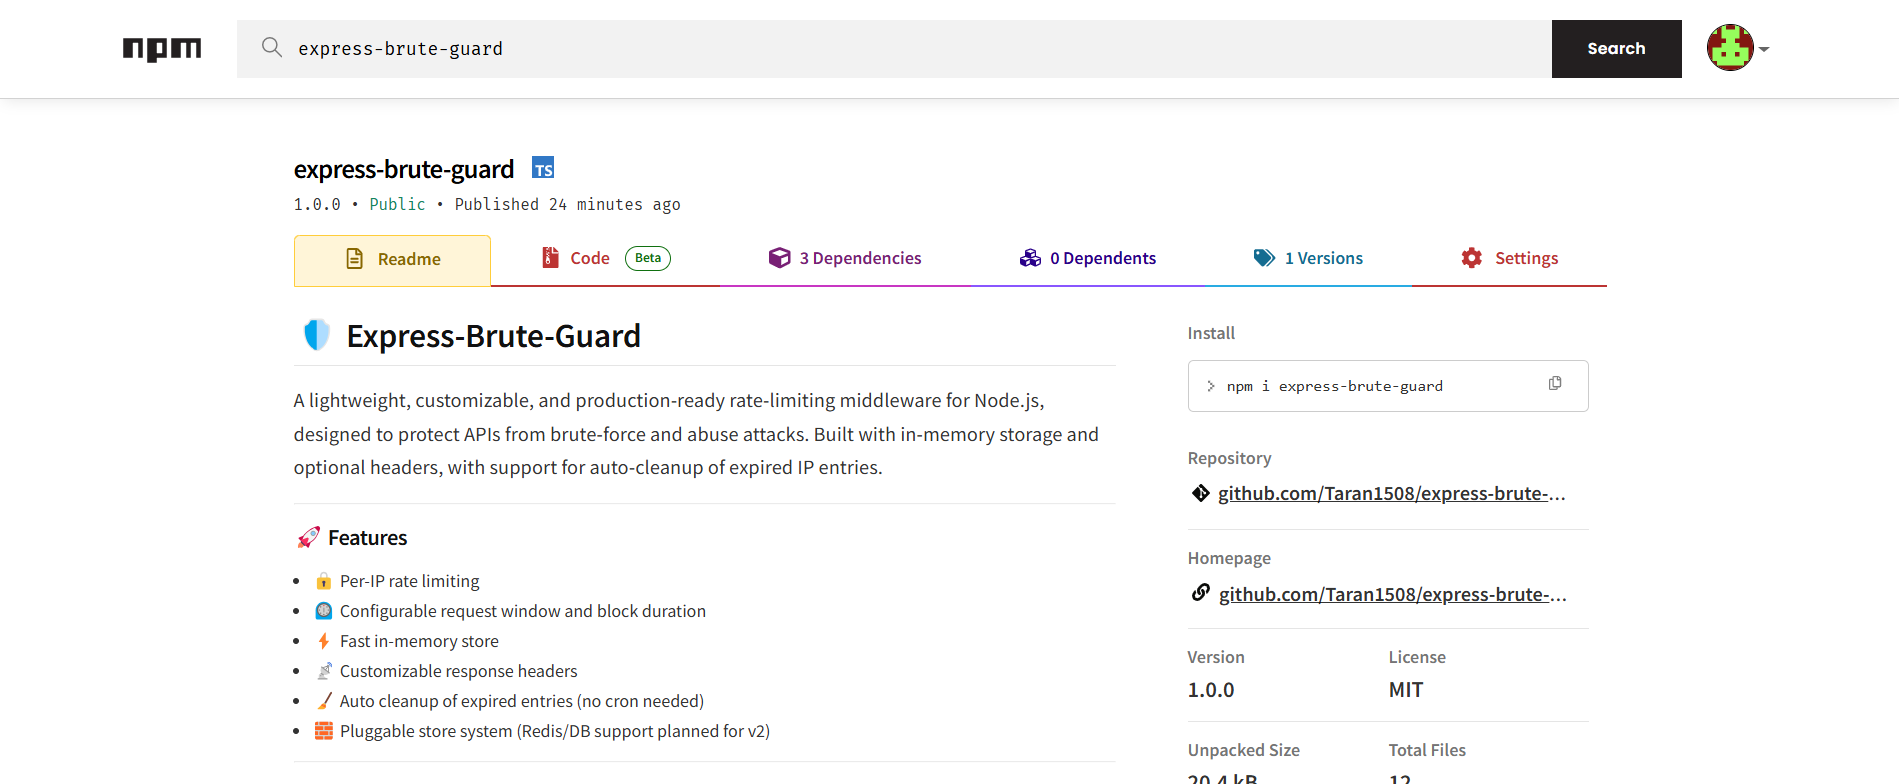 npm
express-brute-guard
Search
express-brute-guard TS
1.0.0 • Public • Published 24 minutes ago
Readme
Code Beta
3 Dependencies
0 Dependents
1 Versions
Settings
Express-Brute-Guard
A lightweight, customizable, and production-ready rate-limiting middleware for Node.js,
designed to protect APIs from brute-force and abuse attacks. Built with in-memory storage and
optional headers, with support for auto-cleanup of expired IP entries.
Features
Per-IP rate limiting
Configurable request window and block duration
Fast in-memory store
Customizable response headers
Auto cleanup of expired entries (no cron needed)
Pluggable store system (Redis/DB support planned for v2)
Install
> npm i express-brute-guard
Repository
github.com/Taran1508/express-brute-...
Homepage
github.com/Taran1508/express-brute-...
Version
1.0.0
License
MIT
Unpacked Size
20.4 kB
Total Files
12